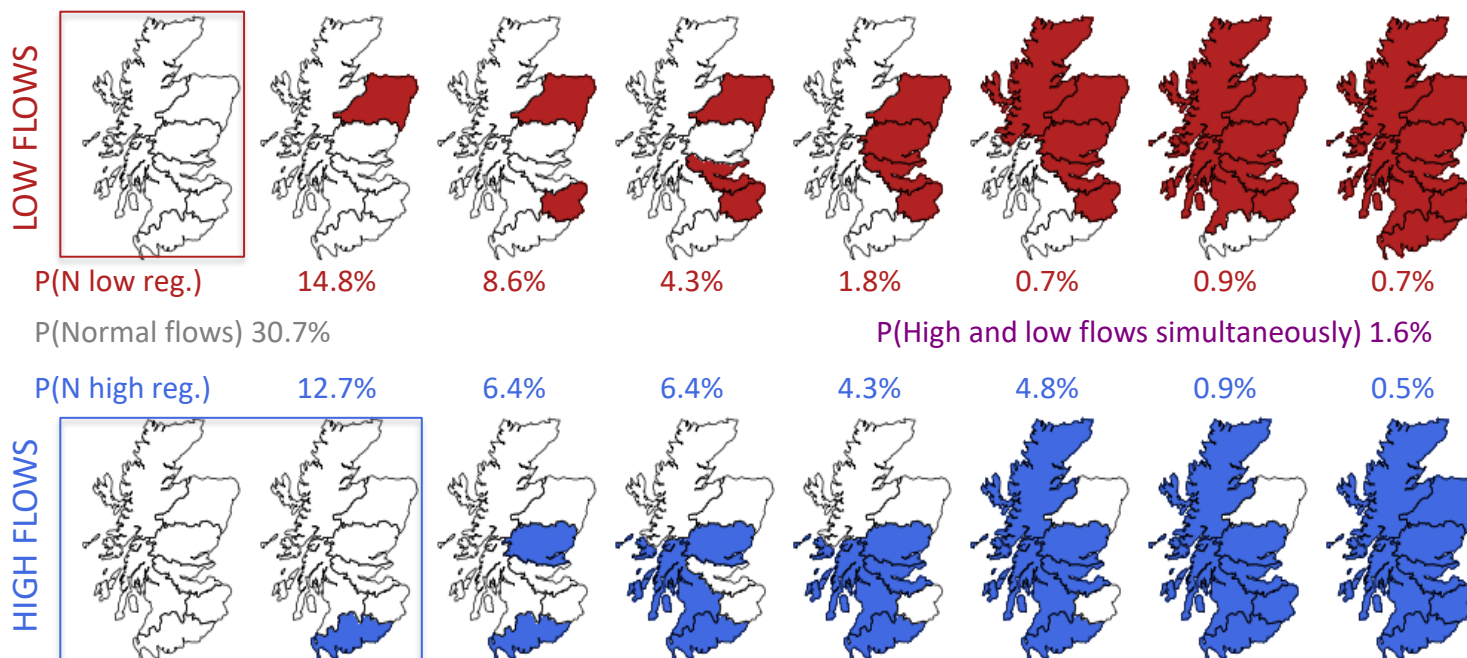 LOW FLOWS
P(N low reg.) 14.8% 8.6% 4.3% 1.8% 0.7% 0.9% 0.7%
P(Normal flows) 30.7% P(High and low flows simultaneously) 1.6%
P(N high reg.) 12.7% 6.4% 6.4% 4.3% 4.8% 0.9% 0.5%
HIGH FLOWS